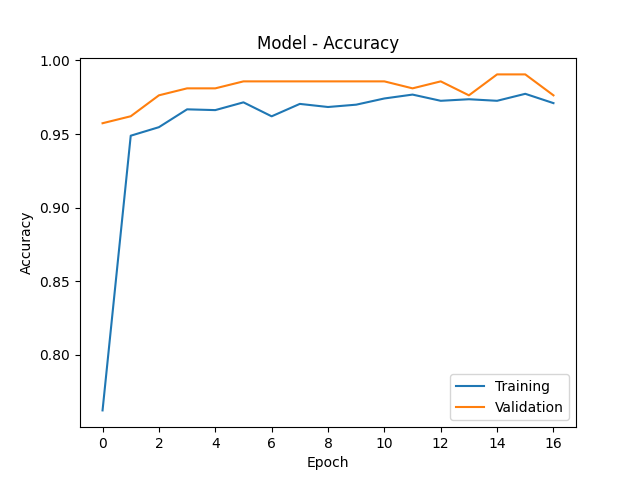 Model - Accuracy
1.00
0.95
0.90
0.85
0.80
Accuracy
0 2 4 6 8 10 12 14 16
Epoch
Training
Validation